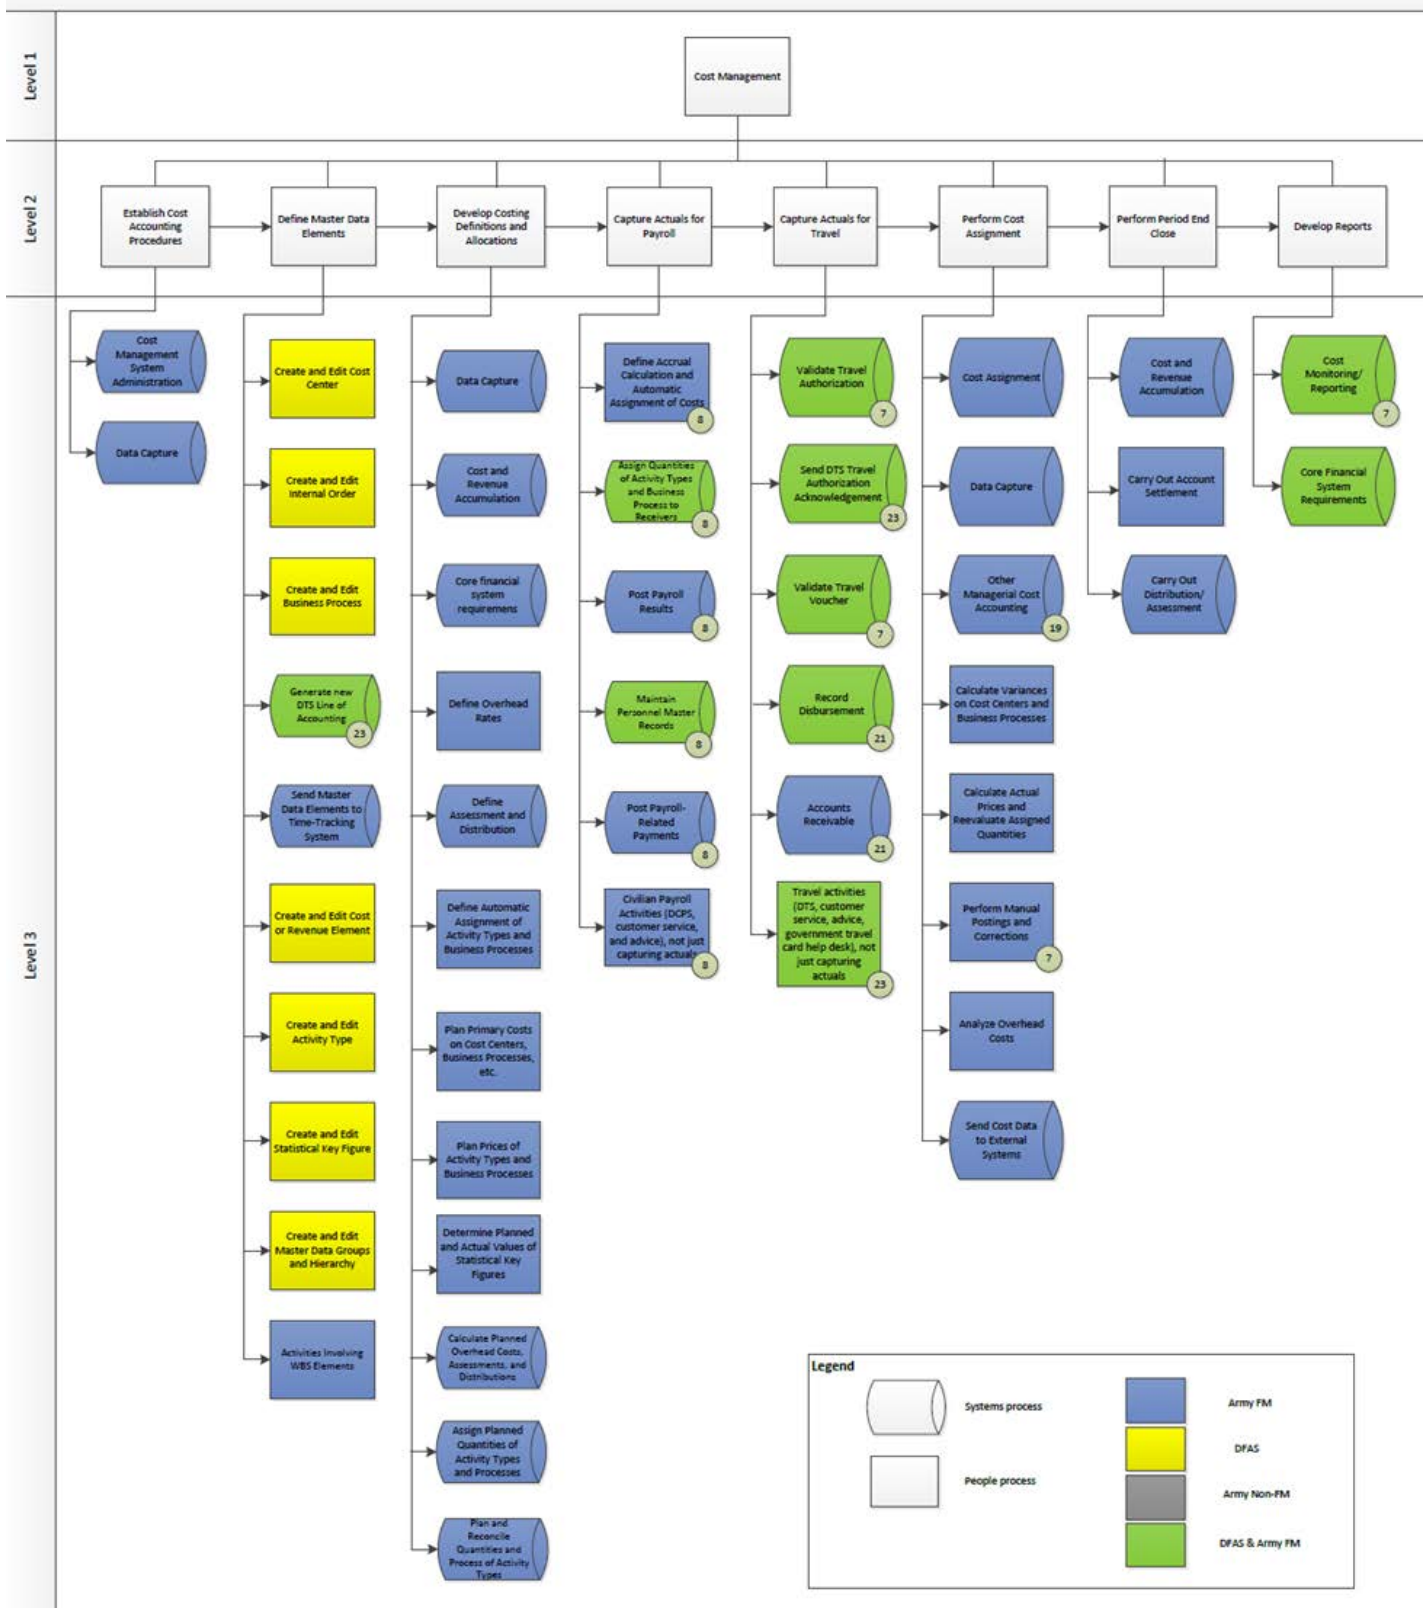 Level 1
Cost Management
Level 2
Establish Cost
Accounting
Procedures
Define Master Data
Elements
Develop Costing
Definitions and
Allocations
Capture Actuals for
Payroll
Capture Actuals for
Travel
Perform Cost
Assignment
Perform Period End
Close
Develop Reports
Level 3
Cost
Management
System
Administration
Data Capture
Create and Edit Cost
Center
Create and Edit
Internal Order
Create and Edit
Business Process
Generate new
DTS Line of
Accounting
23
Send Master
Data Elements to
Time-Tracking
System
Create and Edit Cost
or Revenue Element
Create and Edit
Activity Type
Create and Edit
Statistical Key Figure
Create and Edit
Master Data Groups
and Hierarchy
Activities Involving
WBS Elements
Data Capture
Cost and
Revenue
Accumulation
Core financial
system
requiremens
Define Overhead
Rates
Define
Assessment and
Distribution
Define Automatic
Assignment of
Activity Types and
Business Processes
Plan Primary Costs
on Cost Centers,
Business Processes,
etc.
Plan Prices of
Activity Types and
Business Processes
Determine Planned
and Actual Values of
Statistical Key
Figures
Calculate Planned
Overhead Costs,
Assessments, and
Distributions
Assign Planned
Quantities of
Activity Types
and Processes
Plan and
Reconcile
Quantities and
Process of Activity
Types
Define Accrual
Calculation and
Automatic
Assignment of Costs
8
Assign Quantities
of Activity Types
and Business
Process to
Receivers
8
Post Payroll
Results
8
Maintain
Personnel Master
Records
8
Post Payroll-
Related
Payments
8
Civilian Payroll
Activities (DCPS,
customer service,
and advice), not just
capturing actuals
8
Validate Travel
Authorization
7
Send DTS Travel
Authorization
Acknowledgement
23
Validate Travel
Voucher
7
Record
Disbursement
21
Accounts
Receivable
21
Travel activities
(DTS, customer
service, advice,
government travel
card help desk), not
just capturing
actuals
23
Cost Assignment
Data Capture
Other
Managerial Cost
Accounting
19
Calculate Variances
on Cost Centers and
Business Processes
Calculate Actual
Prices and
Reevaluate Assigned
Quantities
Perform Manual
Postings and
Corrections
7
Analyze Overhead
Costs
Send Cost Data
to External
Systems
Cost and
Revenue
Accumulation
Carry Out Account
Settlement
Carry Out
Distribution/
Assessment
Cost
Monitoring/
Reporting
7
Core Financial
System
Requirements
Legend
Systems process
People process
Army FM
DFAS
Army Non-FM
DFAS & Army FM